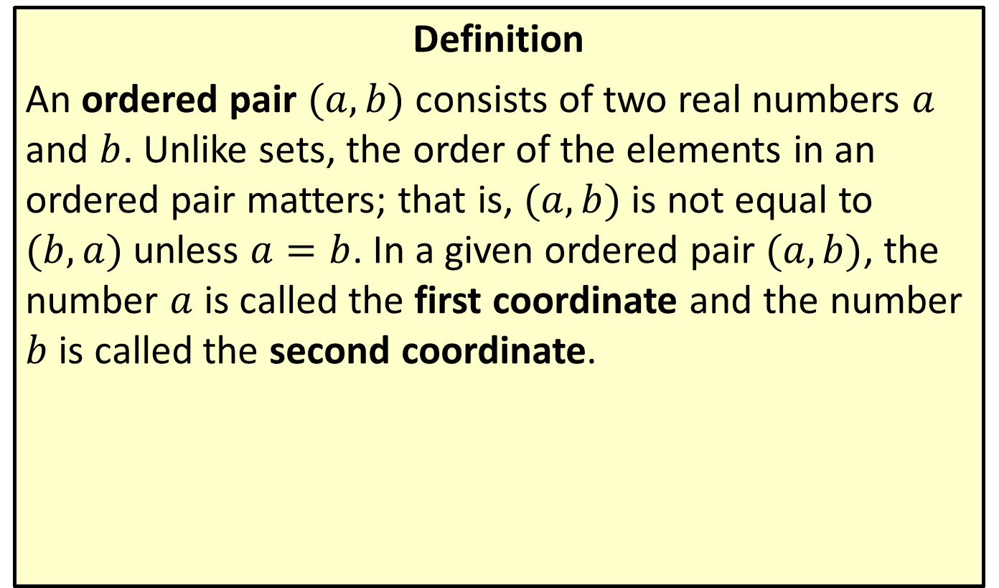 Definition
An ordered pair (a, b) consists of two real numbers a
and b. Unlike sets, the order of the elements in an
ordered pair matters; that is, (a, b) is not equal to
(b, a) unless a = b. In a given ordered pair (a, b), the
number a is called the first coordinate and the number
b is called the second coordinate.